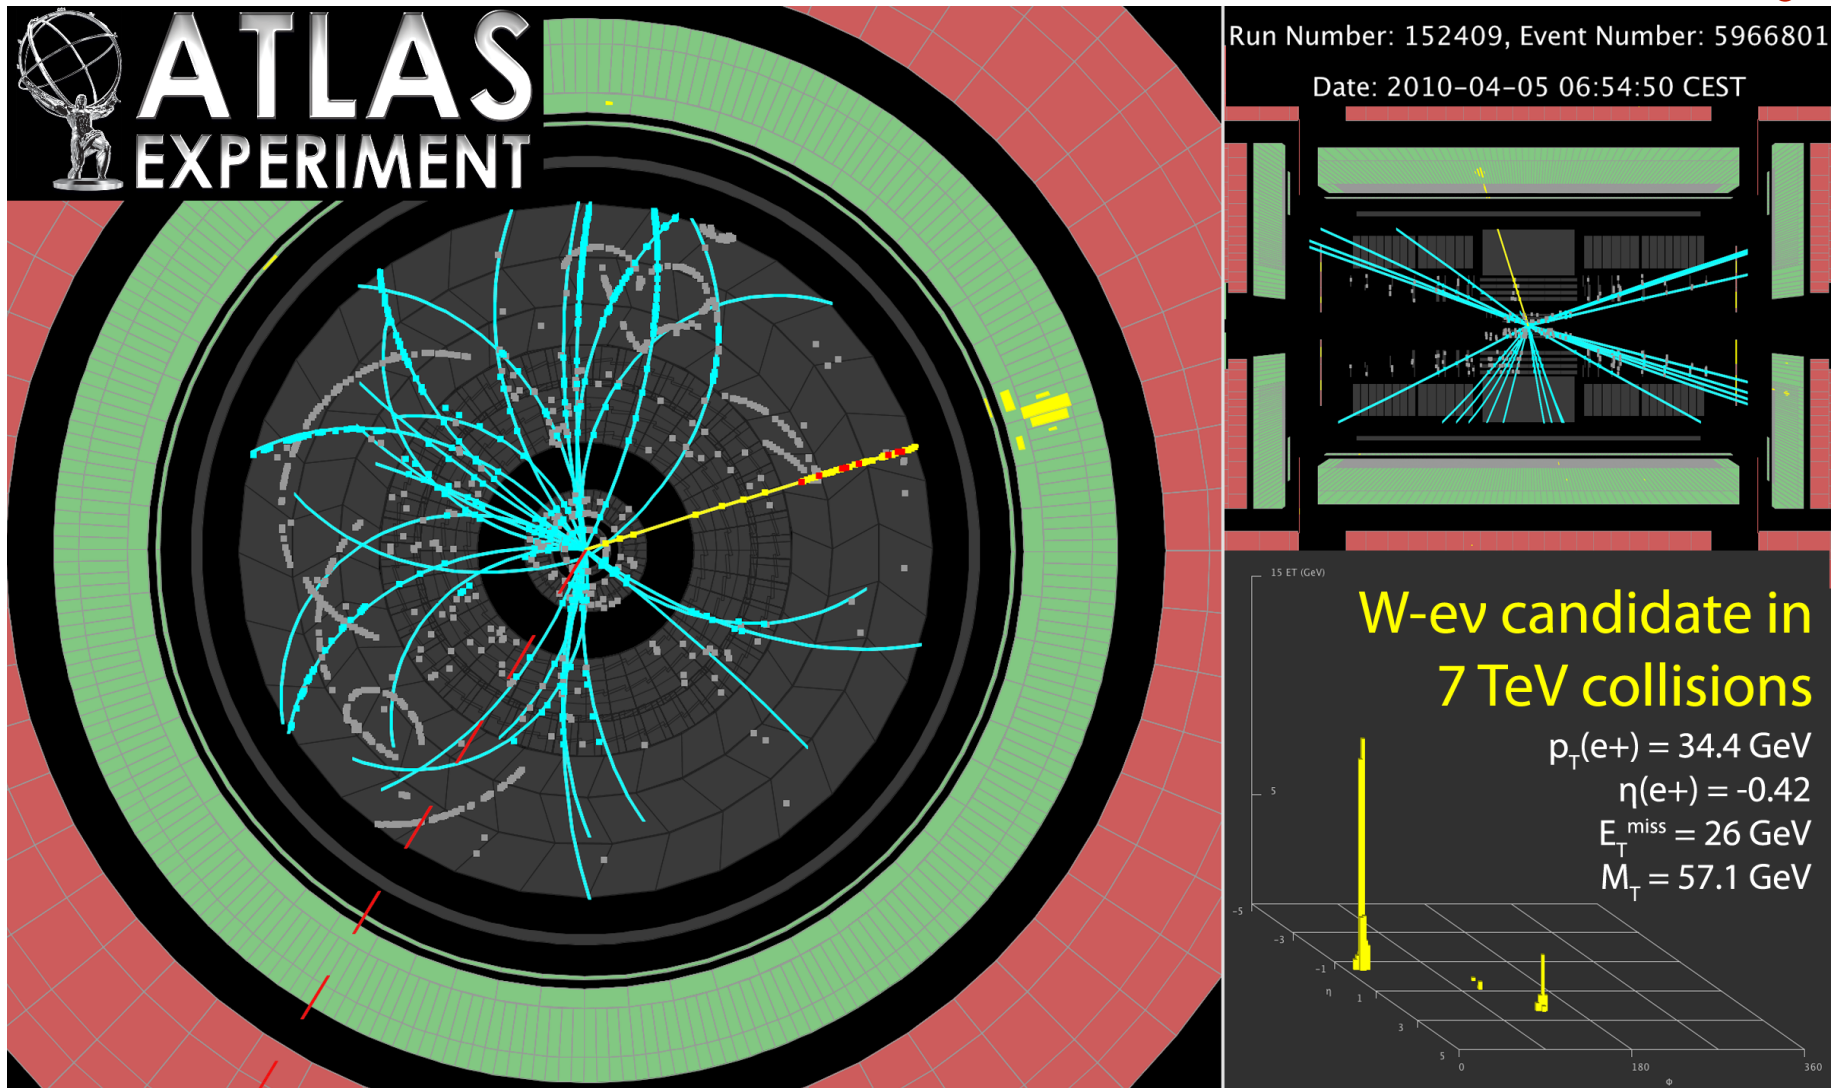 ATLAS
EXPERIMENT
Run Number: 152409, Event Number: 5966801
Date: 2010-04-05 06:54:50 CEST
15 ET (GeV)
5
W-eν candidate in
7 TeV collisions
p_T(e+) = 34.4 GeV
η(e+) = -0.42
E_T^miss = 26 GeV
M_T = 57.1 GeV
-5
-3
-1
η
1
3
5
0
180
360
Φ